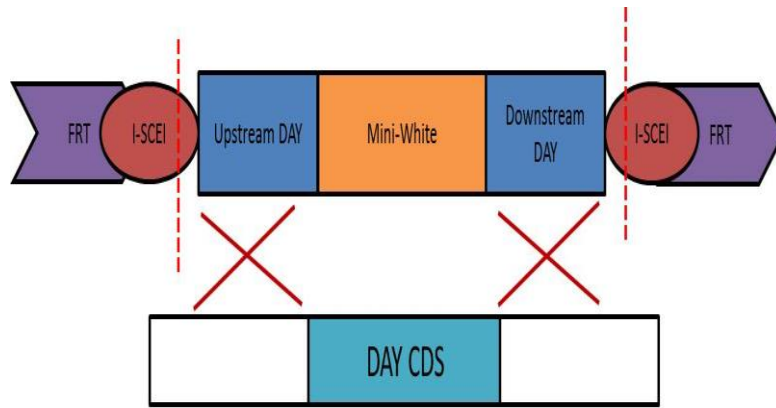 FRT
I-SCEI
Upstream DAY
Mini-White
Downstream
DAY
I-SCEI
FRT
DAY CDS